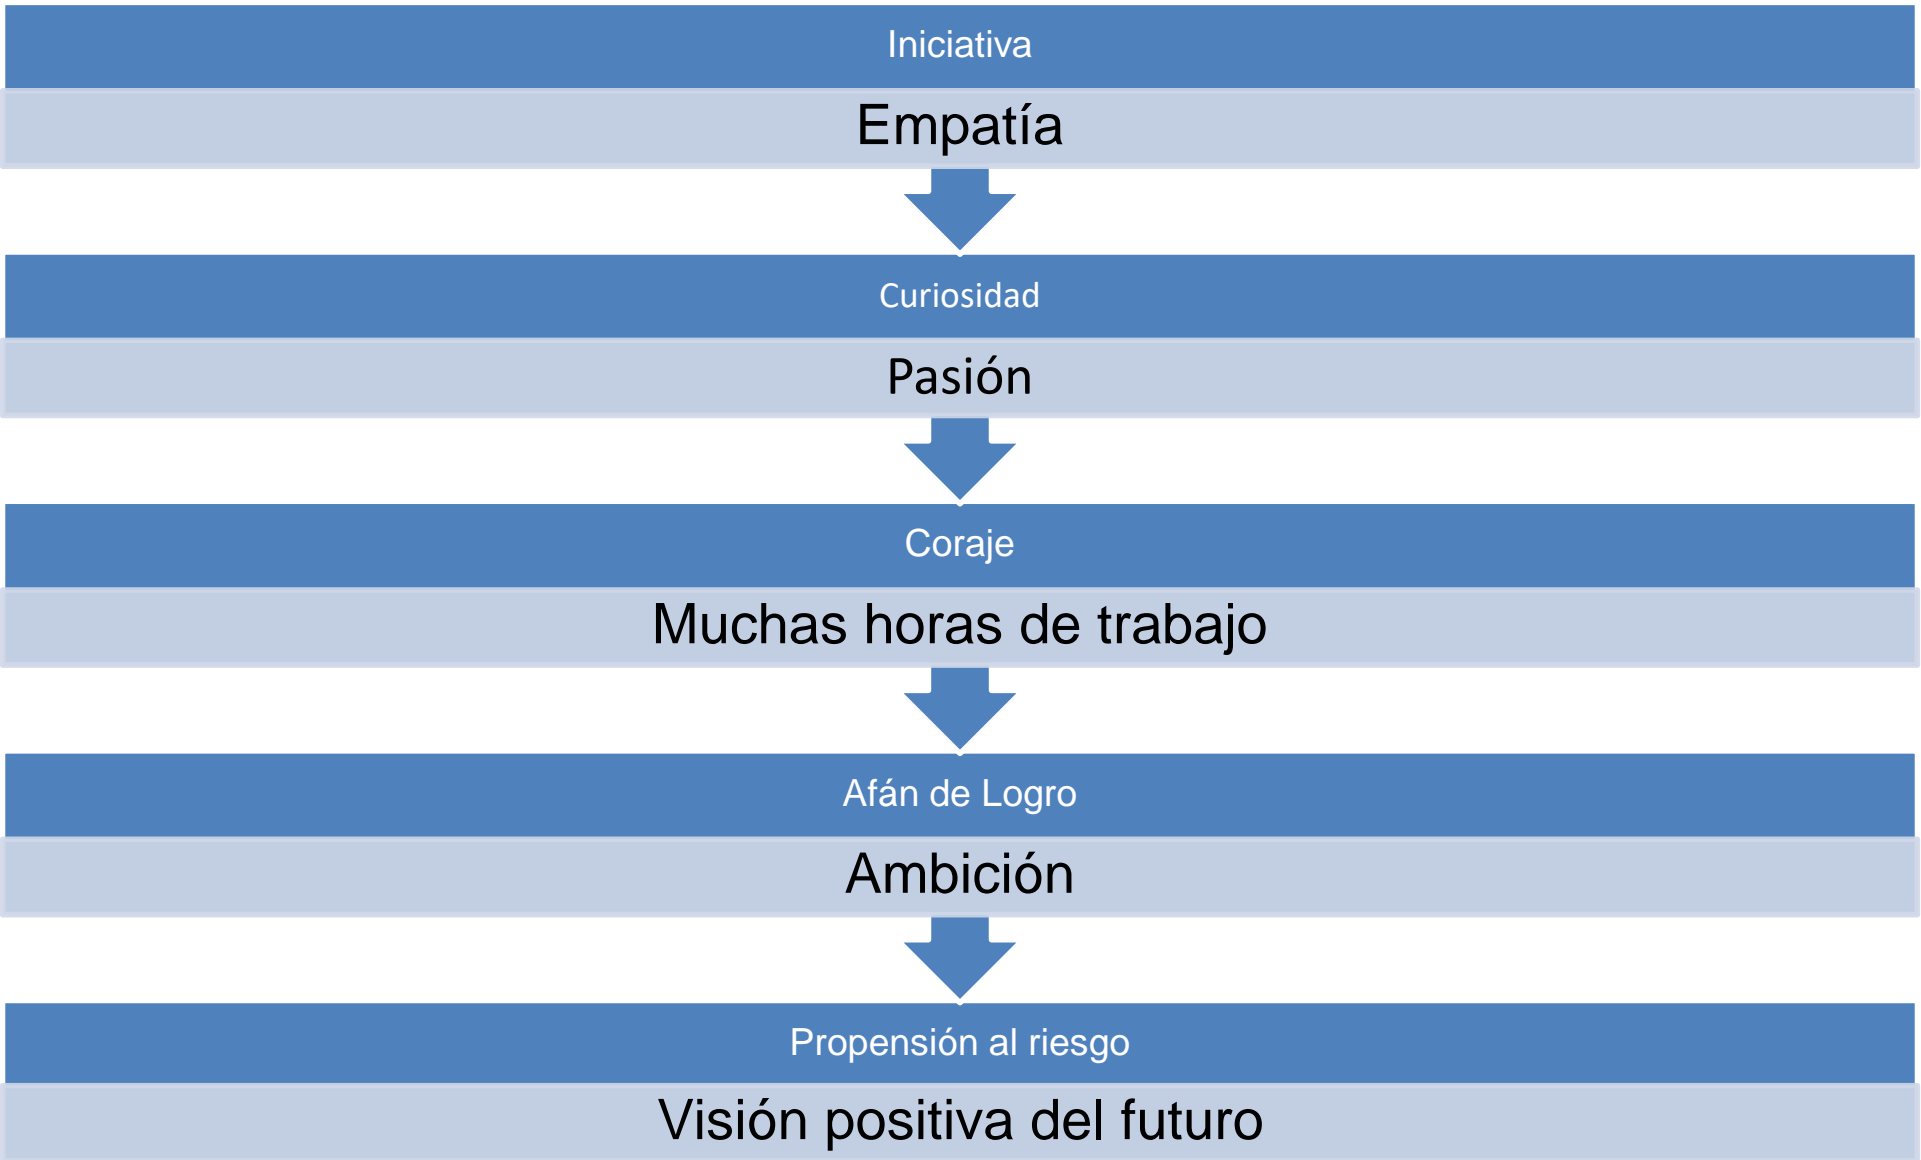 Iniciativa
Empatía
Curiosidad
Pasión
Coraje
Muchas horas de trabajo
Afán de Logro
Ambición
Propensión al riesgo
Visión positiva del futuro